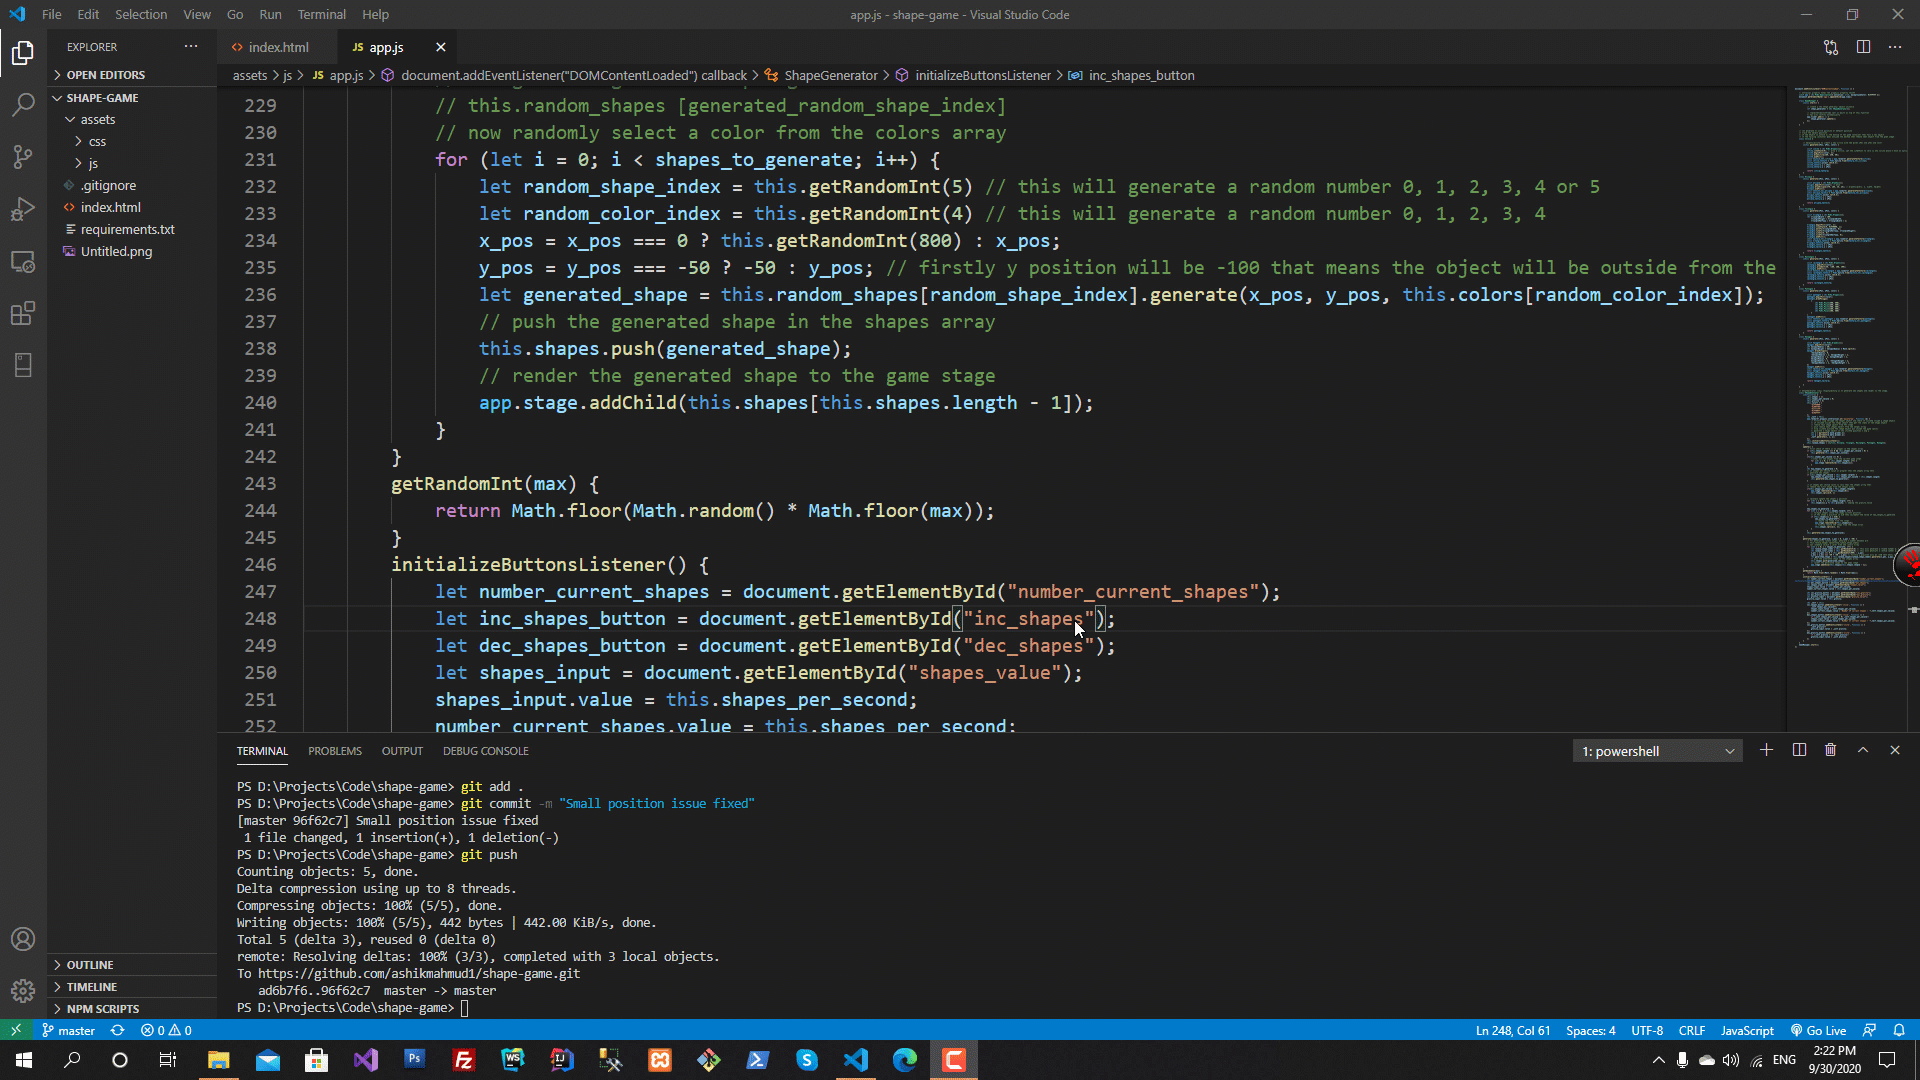 File Edit Selection View Go Run Terminal Help
app.js - shape-game - Visual Studio Code
EXPLORER
index.html
JS app.js
OPEN EDITORS
assets > js > JS app.js > document.addEventListener("DOMContentLoaded") callback > ShapeGenerator > initializeButtonsListener > inc_shapes_button
SHAPE-GAME
assets
css
js
.gitignore
index.html
requirements.txt
Untitled.png
229 // this.random_shapes [generated_random_shape_index]
230 // now randomly select a color from the colors array
231 for (let i = 0; i < shapes_to_generate; i++) {
232 let random_shape_index = this.getRandomInt(5) // this will generate a random number 0, 1, 2, 3, 4 or 5
233 let random_color_index = this.getRandomInt(4) // this will generate a random number 0, 1, 2, 3, 4
234 x_pos = x_pos === 0 ? this.getRandomInt(800) : x_pos;
235 y_pos = y_pos === -50 ? -50 : y_pos; // firstly y position will be -100 that means the object will be outside from the
236 let generated_shape = this.random_shapes[random_shape_index].generate(x_pos, y_pos, this.colors[random_color_index]);
237 // push the generated shape in the shapes array
238 this.shapes.push(generated_shape);
239 // render the generated shape to the game stage
240 app.stage.addChild(this.shapes[this.shapes.length - 1]);
241 }
242 }
243 getRandomInt(max) {
244 return Math.floor(Math.random() * Math.floor(max));
245 }
246 initializeButtonsListener() {
247 let number_current_shapes = document.getElementById("number_current_shapes");
248 let inc_shapes_button = document.getElementById("inc_shapes");
249 let dec_shapes_button = document.getElementById("dec_shapes");
250 let shapes_input = document.getElementById("shapes_value");
251 shapes_input.value = this.shapes_per_second;
252 number_current_shapes.value = this.shapes_per_second;
TERMINAL PROBLEMS OUTPUT DEBUG CONSOLE
1: powershell
PS D:\Projects\Code\shape-game> git add .
PS D:\Projects\Code\shape-game> git commit -m "Small position issue fixed"
[master 96f62c7] Small position issue fixed
1 file changed, 1 insertion(+), 1 deletion(-)
PS D:\Projects\Code\shape-game> git push
Counting objects: 5, done.
Delta compression using up to 8 threads.
Compressing objects: 100% (5/5), done.
Writing objects: 100% (5/5), 442 bytes | 442.00 KiB/s, done.
Total 5 (delta 3), reused 0 (delta 0)
remote: Resolving deltas: 100% (3/3), completed with 3 local objects.
To https://github.com/ashikmahmud1/shape-game.git
ad6b7f6..96f62c7 master -> master
PS D:\Projects\Code\shape-game>
OUTLINE
TIMELINE
NPM SCRIPTS
master
0 0
Ln 248, Col 61 Spaces: 4 UTF-8 CRLF JavaScript Go Live
Ps
Fz
WS
IJ
S
C
ENG
2:22 PM
9/30/2020